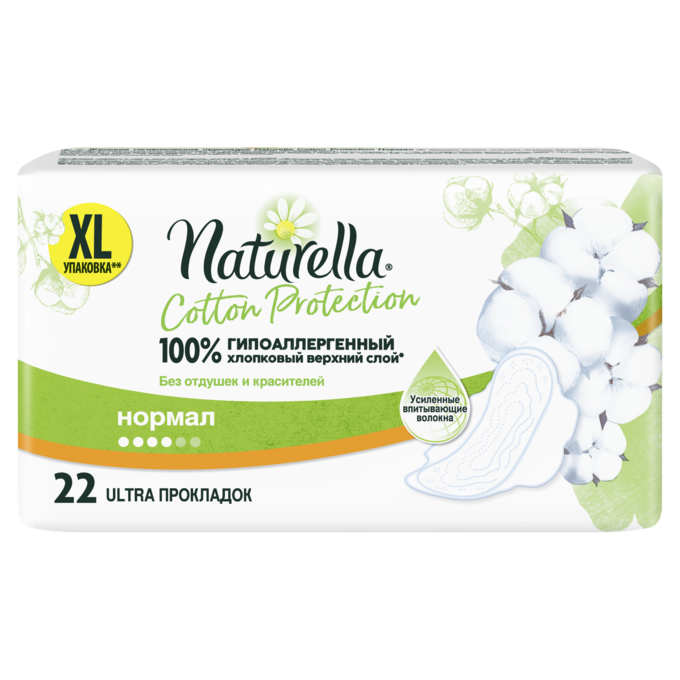 XL
УПАКОВКА**
Naturella®
Cotton Protection
100% ГИПОАЛЛЕРГЕННЫЙ
ХЛОПКОВЫЙ ВЕРХНИЙ СЛОЙ*
Без отдушек и красителей
нормал
Усиленные
впитывающие
волокна
22 ULTRA ПРОКЛАДОК